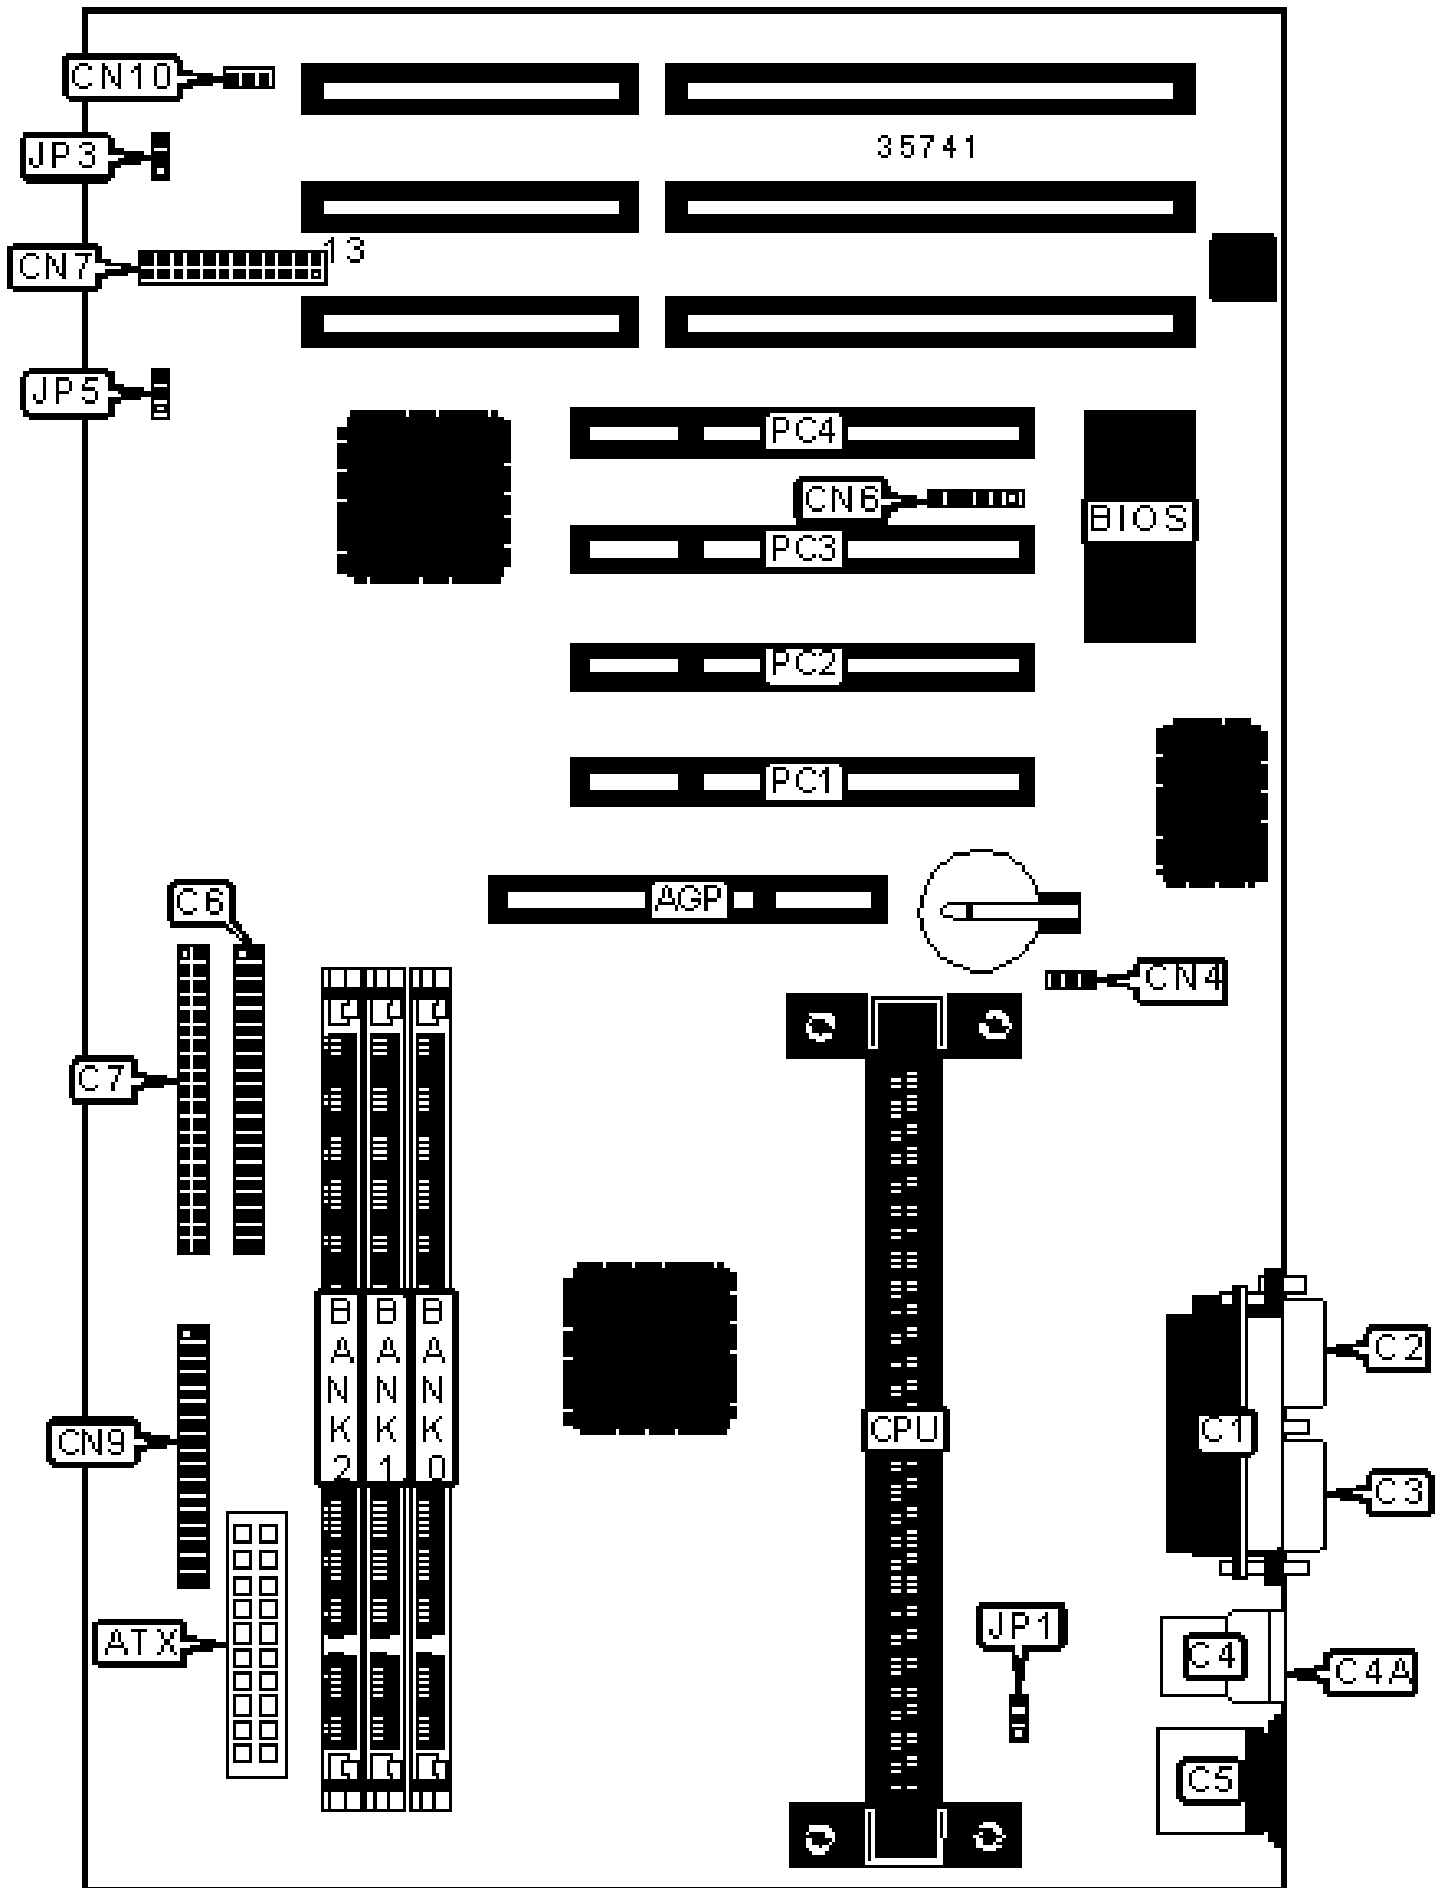 CN10
35741
JP3
13
CN7
JP5
PC4
CN6
BIOS
PC3
PC2
PC1
AGP
C6
CN4
C7
BANK2
BANK1
BANK0
C2
C1
CPU
CN9
C3
JP1
ATX
C4
C4A
C5